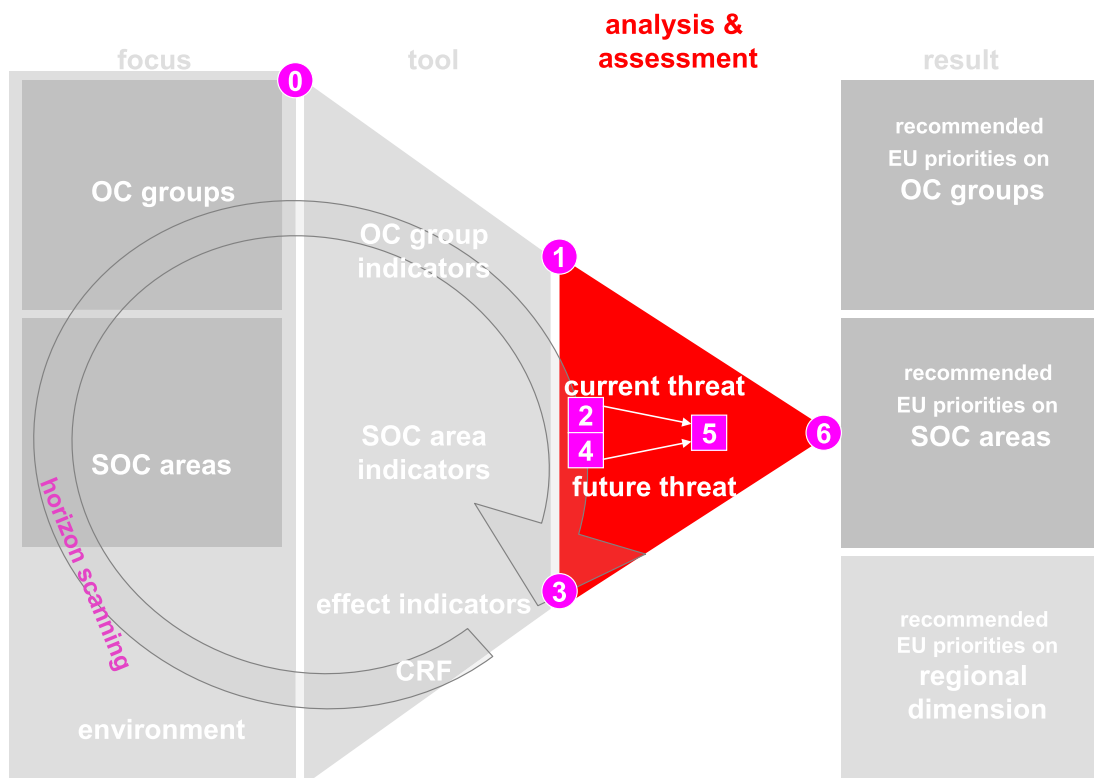 focus
tool
analysis &
assessment
result
0
OC groups
OC group
indicators
1
recommended
EU priorities on
OC groups
SOC areas
SOC area
indicators
current threat
2
4
5
6
future threat
recommended
EU priorities on
SOC areas
horizon scanning
effect indicators
3
CRF
environment
recommended
EU priorities on
regional
dimension